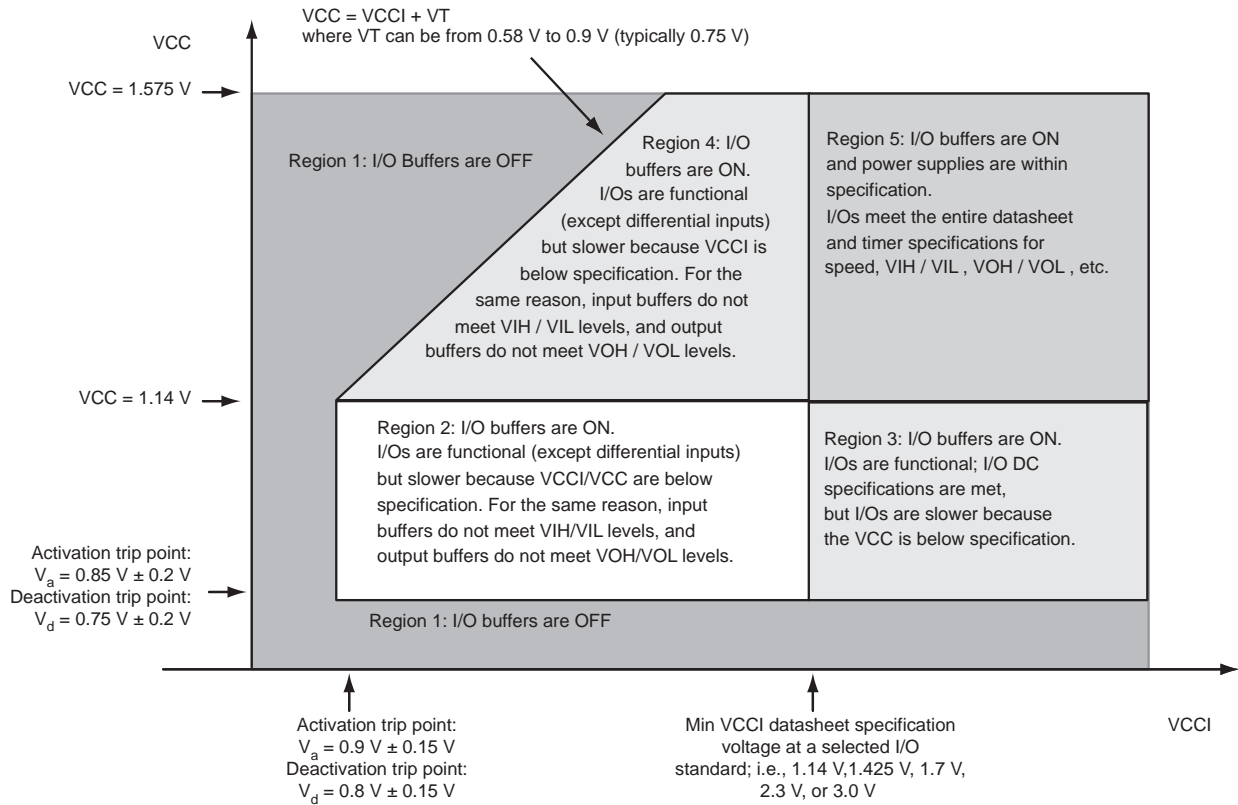 VCC = VCCI + VT
where VT can be from 0.58 V to 0.9 V (typically 0.75 V)
VCC
VCC = 1.575 V
Region 1: I/O Buffers are OFF
Region 4: I/O
buffers are ON.
I/Os are functional
(except differential inputs)
but slower because VCCI is
below specification. For the
same reason, input buffers do not
meet VIH / VIL levels, and output
buffers do not meet VOH / VOL levels.
Region 5: I/O buffers are ON
and power supplies are within
specification.
I/Os meet the entire datasheet
and timer specifications for
speed, VIH / VIL , VOH / VOL , etc.
VCC = 1.14 V
Region 2: I/O buffers are ON.
I/Os are functional (except differential inputs)
but slower because VCCI/VCC are below
specification. For the same reason, input
buffers do not meet VIH/VIL levels, and
output buffers do not meet VOH/VOL levels.
Region 3: I/O buffers are ON.
I/Os are functional; I/O DC
specifications are met,
but I/Os are slower because
the VCC is below specification.
Activation trip point:
Va = 0.85 V ± 0.2 V
Deactivation trip point:
Vd = 0.75 V ± 0.2 V
Region 1: I/O buffers are OFF
Activation trip point:
Va = 0.9 V ± 0.15 V
Deactivation trip point:
Vd = 0.8 V ± 0.15 V
Min VCCI datasheet specification
voltage at a selected I/O
standard; i.e., 1.14 V,1.425 V, 1.7 V,
2.3 V, or 3.0 V
VCCI